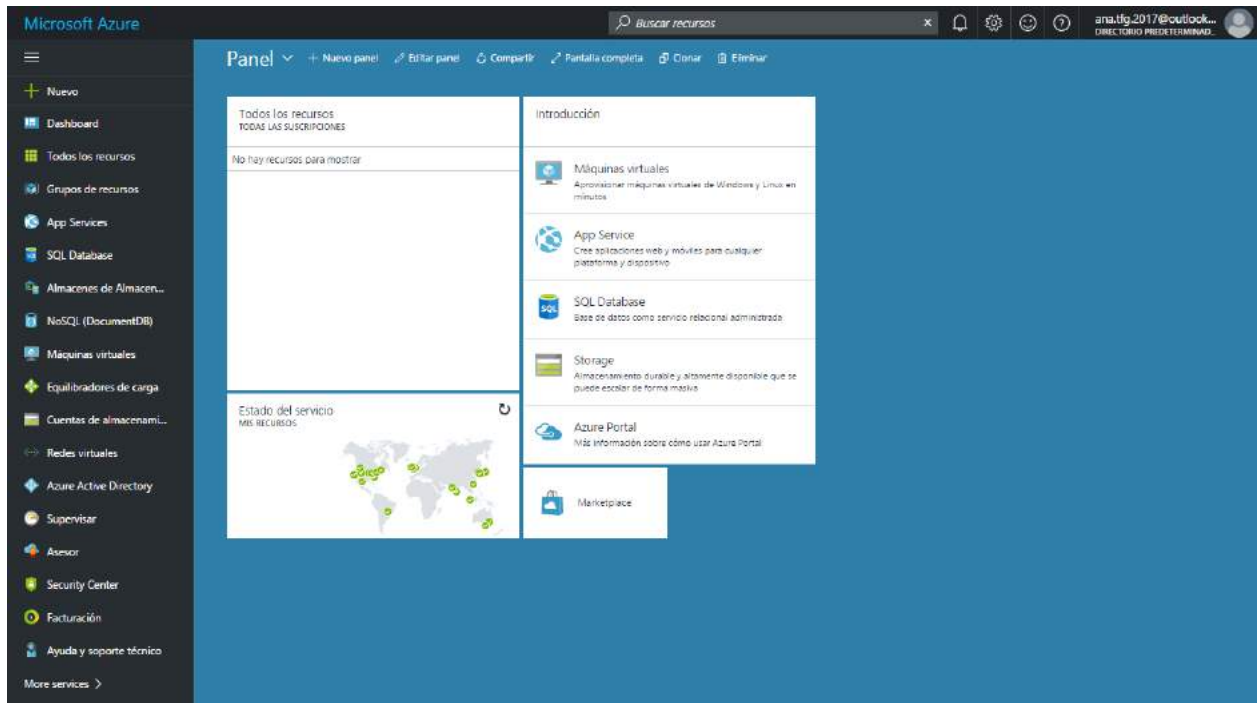 Microsoft Azure
Buscar recursos
ana.tfg.2017@outlook...
DIRECTORIO PREDETERMINAD...
Panel
Nuevo panel
Editar panel
Compartir
Pantalla completa
Clonar
Eliminar
Nuevo
Dashboard
Todos los recursos
Grupos de recursos
App Services
SQL Database
Almacenes de Almacen...
NoSQL (DocumentDB)
Máquinas virtuales
Equilibradores de carga
Cuentas de almacenami...
Redes virtuales
Azure Active Directory
Supervisar
Asesor
Security Center
Facturación
Ayuda y soporte técnico
More services >
Todos los recursos
TODAS LAS SUSCRIPCIONES
No hay recursos para mostrar
Estado del servicio
MIS RECURSOS
Introducción
Máquinas virtuales
Aprovisionar máquinas virtuales de Windows y Linux en
minutos
App Service
Cree aplicaciones web y móviles para cualquier
plataforma y dispositivo
SQL
SQL Database
Base de datos como servicio relacional administrada
Storage
Almacenamiento durable y altamente disponible que se
puede escalar de forma masiva
Azure Portal
Más información sobre cómo usar Azure Portal
Marketplace